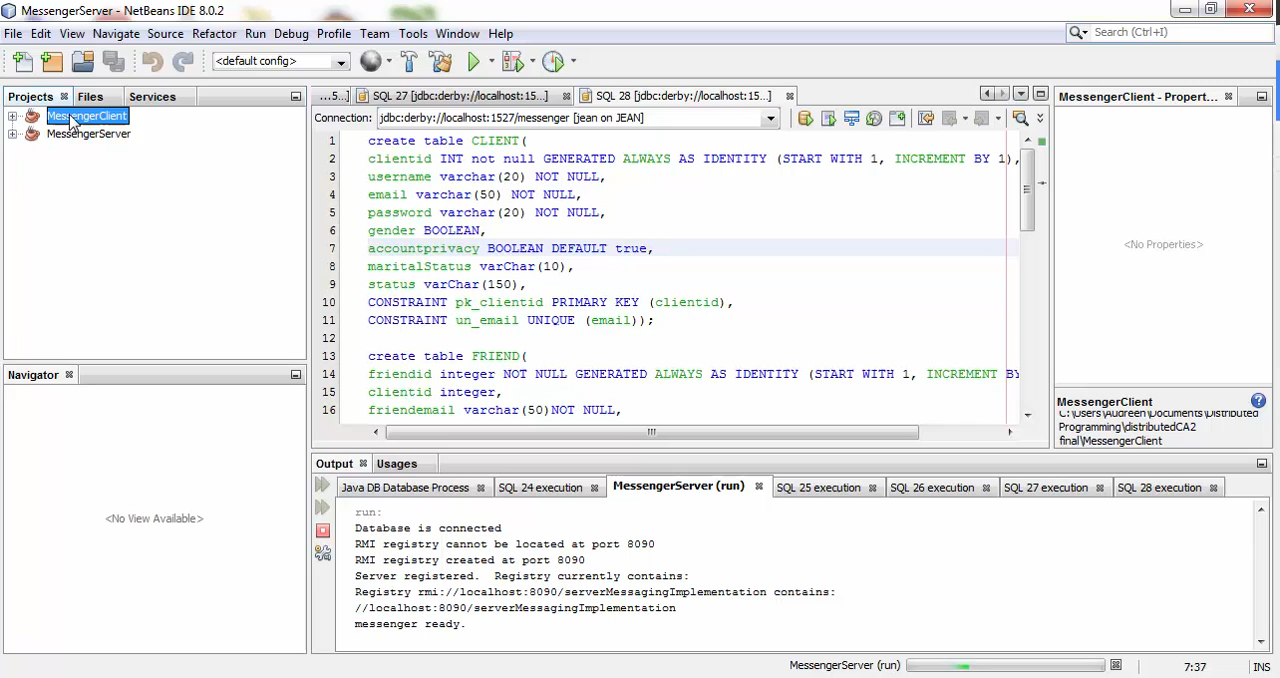 MessengerServer - NetBeans IDE 8.0.2
File Edit View Navigate Source Refactor Run Debug Profile Team Tools Window Help
Search (Ctrl+I)
<default config>
Projects Files Services
...5... SQL 27 [jdbc:derby://localhost:15...] SQL 28 [jdbc:derby://localhost:15...]
MessengerClient - Propert...
MessengerClient
MessengerServer
Connection: jdbc:derby://localhost:1527/messenger [jean on JEAN]
1 create table CLIENT(
2 clientid INT not null GENERATED ALWAYS AS IDENTITY (START WITH 1, INCREMENT BY 1),
3 username varchar(20) NOT NULL,
4 email varchar(50) NOT NULL,
5 password varchar(20) NOT NULL,
6 gender BOOLEAN,
7 accountprivacy BOOLEAN DEFAULT true,
8 maritalStatus varChar(10),
9 status varChar(150),
10 CONSTRAINT pk_clientid PRIMARY KEY (clientid),
11 CONSTRAINT un_email UNIQUE (email));
12
13 create table FRIEND(
14 friendid integer NOT NULL GENERATED ALWAYS AS IDENTITY (START WITH 1, INCREMENT BY
15 clientid integer,
16 friendemail varchar(50)NOT NULL,
<No Properties>
MessengerClient
C:\Users\Audreen\Documents\Distributed
Programming\distributedCA2
final\MessengerClient
Navigator
<No View Available>
Output Usages
Java DB Database Process SQL 24 execution MessengerServer (run) SQL 25 execution SQL 26 execution SQL 27 execution SQL 28 execution
run:
Database is connected
RMI registry cannot be located at port 8090
RMI registry created at port 8090
Server registered.  Registry currently contains:
Registry rmi://localhost:8090/serverMessagingImplementation contains:
//localhost:8090/serverMessagingImplementation
messenger ready.
MessengerServer (run) 7:37 INS